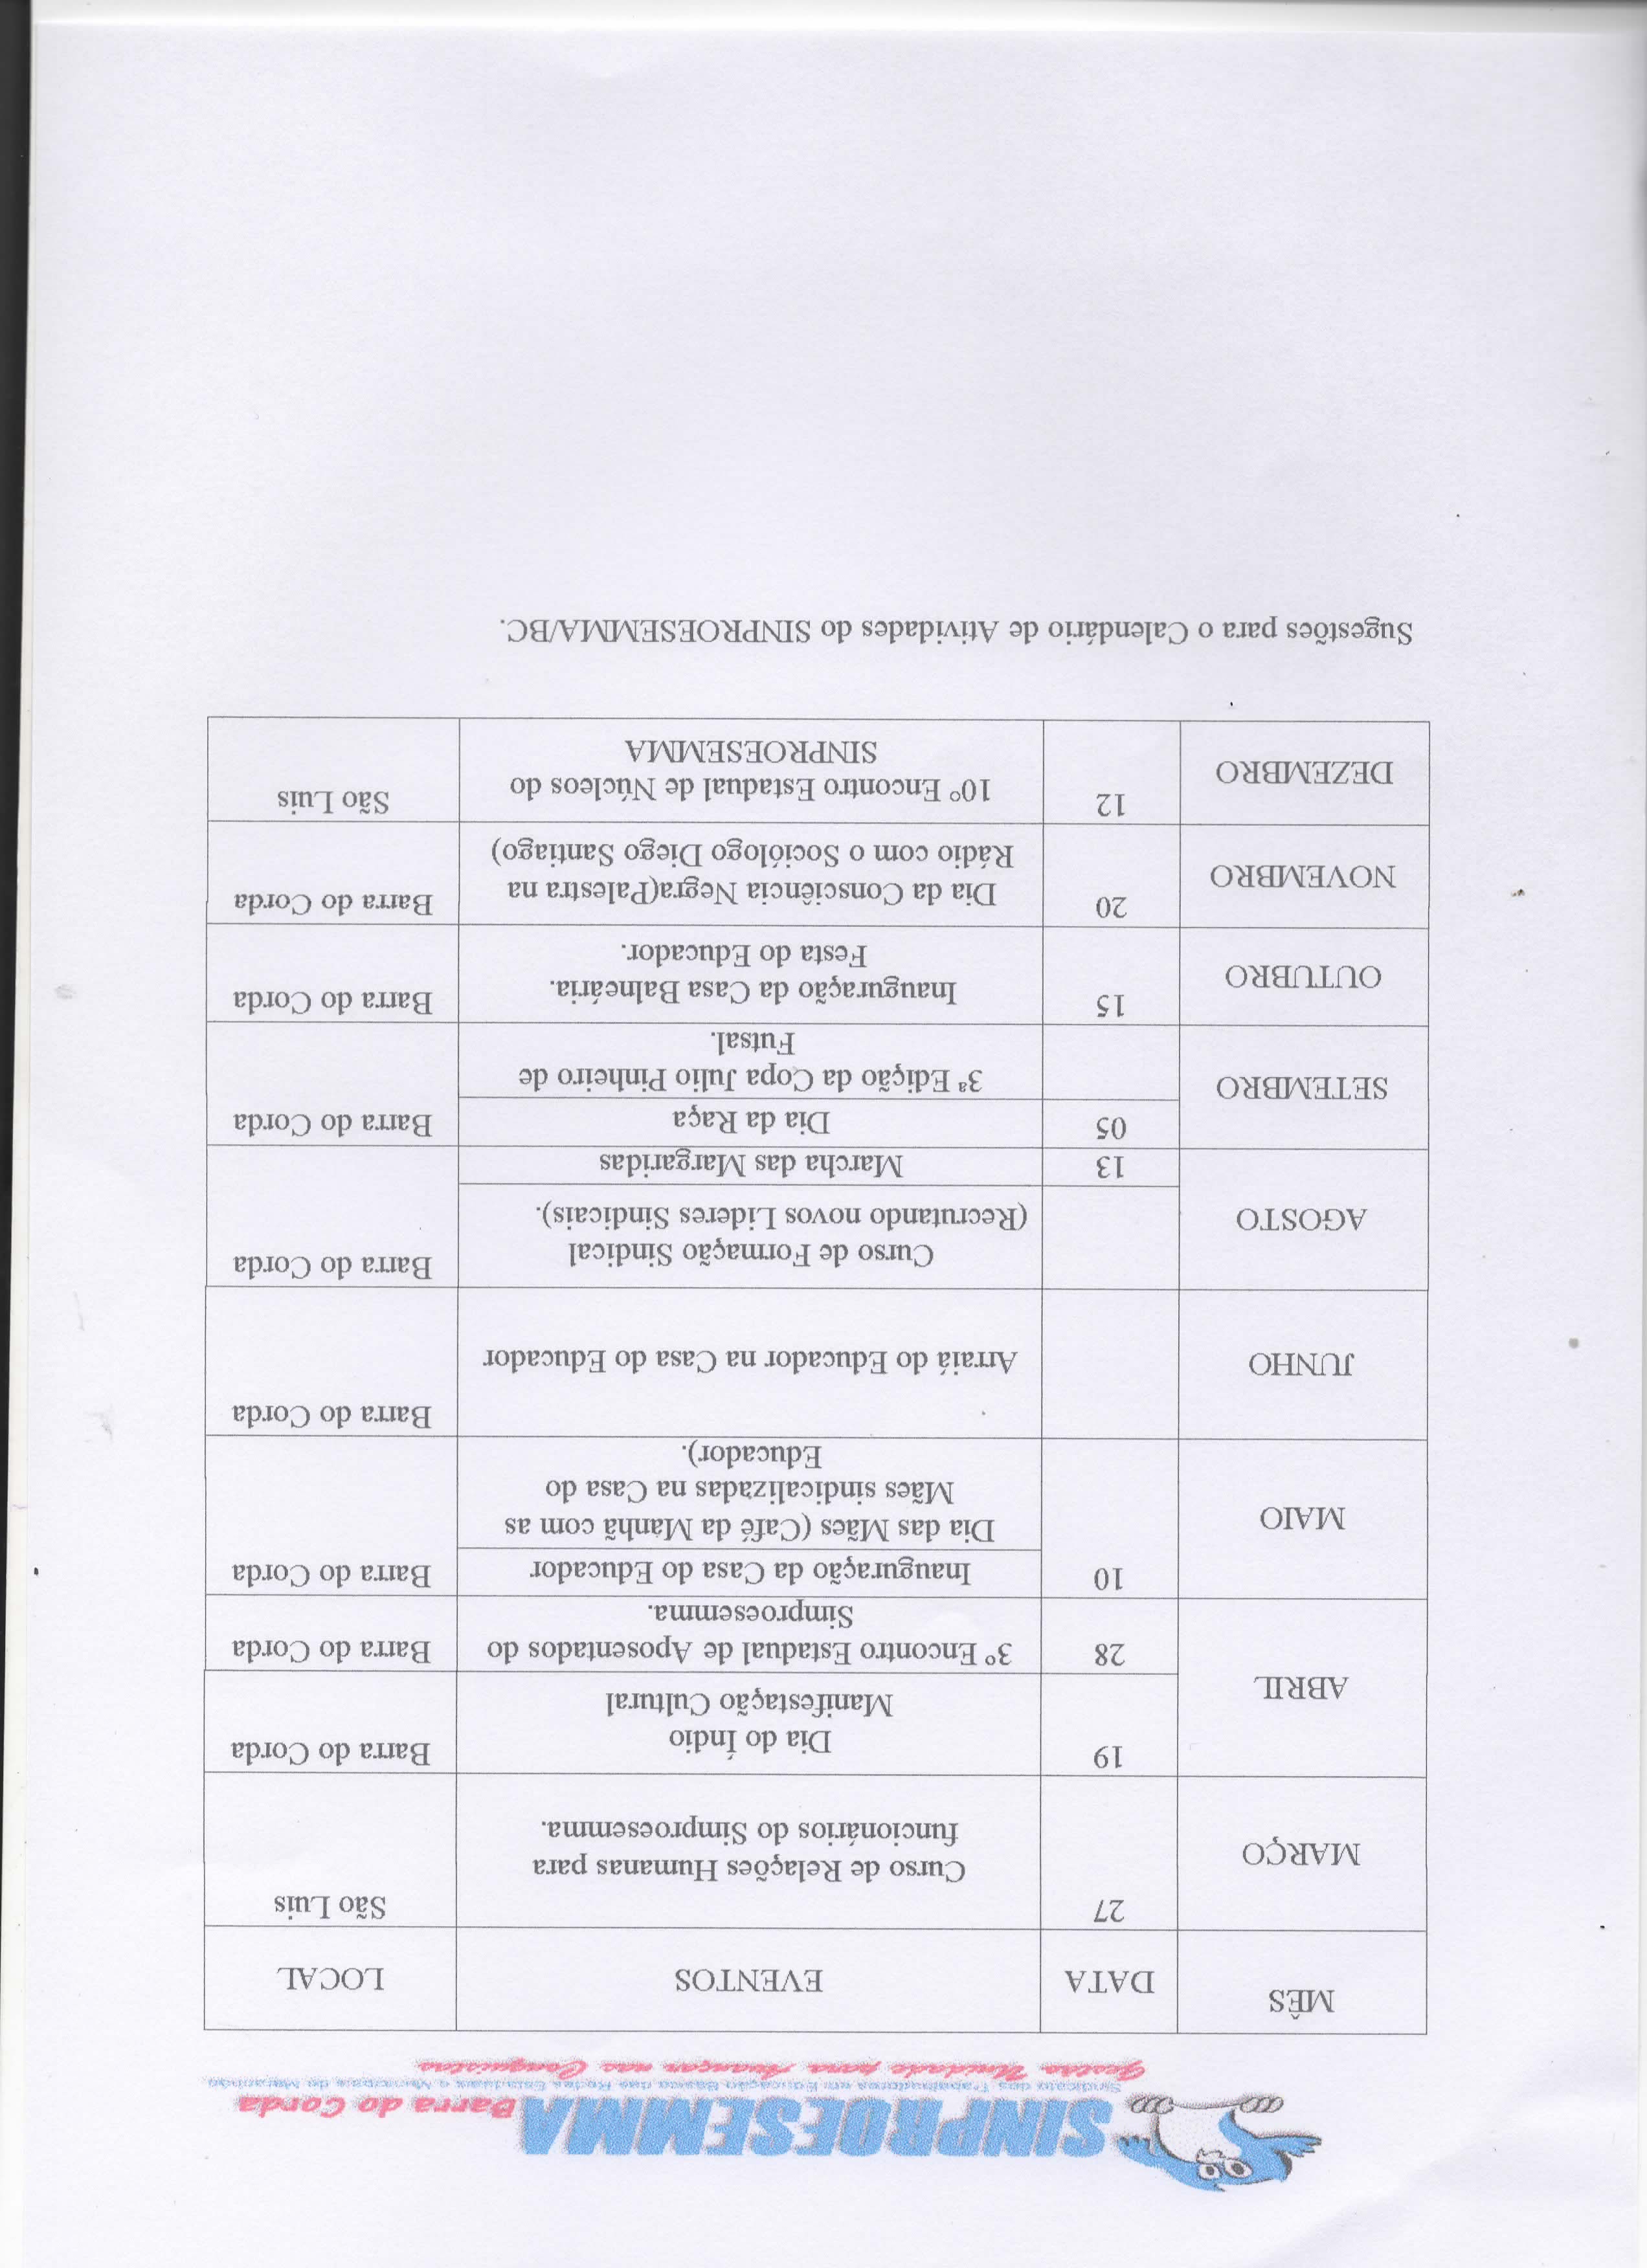 SINPROESEMMA
Barra do Corda
Sindicato dos Trabalhadores em Educação Básica das Redes Estaduais e Municipais do Maranhão
Gestão Unidade para Avançar nas Conquistas
MÊS DATA EVENTOS LOCAL
MARÇO 27 Curso de Relações Humanas para São Luis
funcionários do Simproesemma.
ABRIL 19 Dia do Índio Barra do Corda
Manifestação Cultural
28 3º Encontro Estadual de Aposentados do Barra do Corda
Simproesemma.
MAIO 10 Inauguração da Casa do Educador Barra do Corda
Dia das Mães (Café da Manhã com as
Mães sindicalizadas na Casa do
Educador).
JUNHO Arraiá do Educador na Casa do Educador Barra do Corda
AGOSTO Curso de Formação Sindical Barra do Corda
(Recrutando novos Lideres Sindicais).
13 Marcha das Margaridas
SETEMBRO 05 Dia da Raça Barra do Corda
3ª Edição da Copa Julio Pinheiro de
Futsal.
OUTUBRO 15 Inauguração da Casa Balneária. Barra do Corda
Festa do Educador.
NOVEMBRO 20 Dia da Consciência Negra(Palestra na Barra do Corda
Rádio com o Sociólogo Diego Santiago)
DEZEMBRO 12 10º Encontro Estadual de Núcleos do São Luis
SINPROESEMMA
Sugestões para o Calendário de Atividades do SINPROESEMMA/BC.